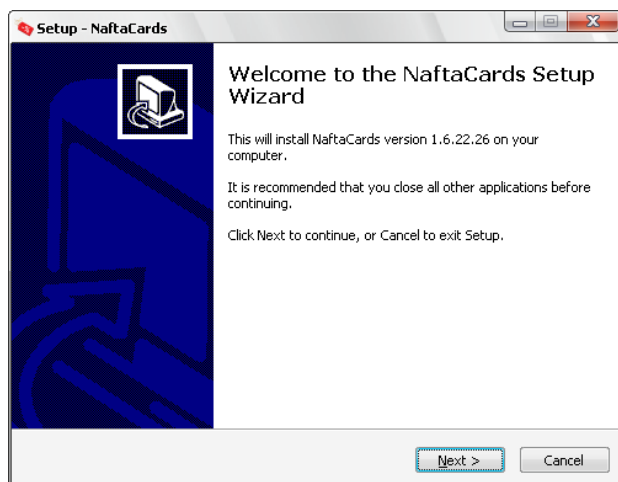 Setup - NaftaCards
Welcome to the NaftaCards Setup
Wizard
This will install NaftaCards version 1.6.22.26 on your
computer.
It is recommended that you close all other applications before
continuing.
Click Next to continue, or Cancel to exit Setup.
Next >
Cancel